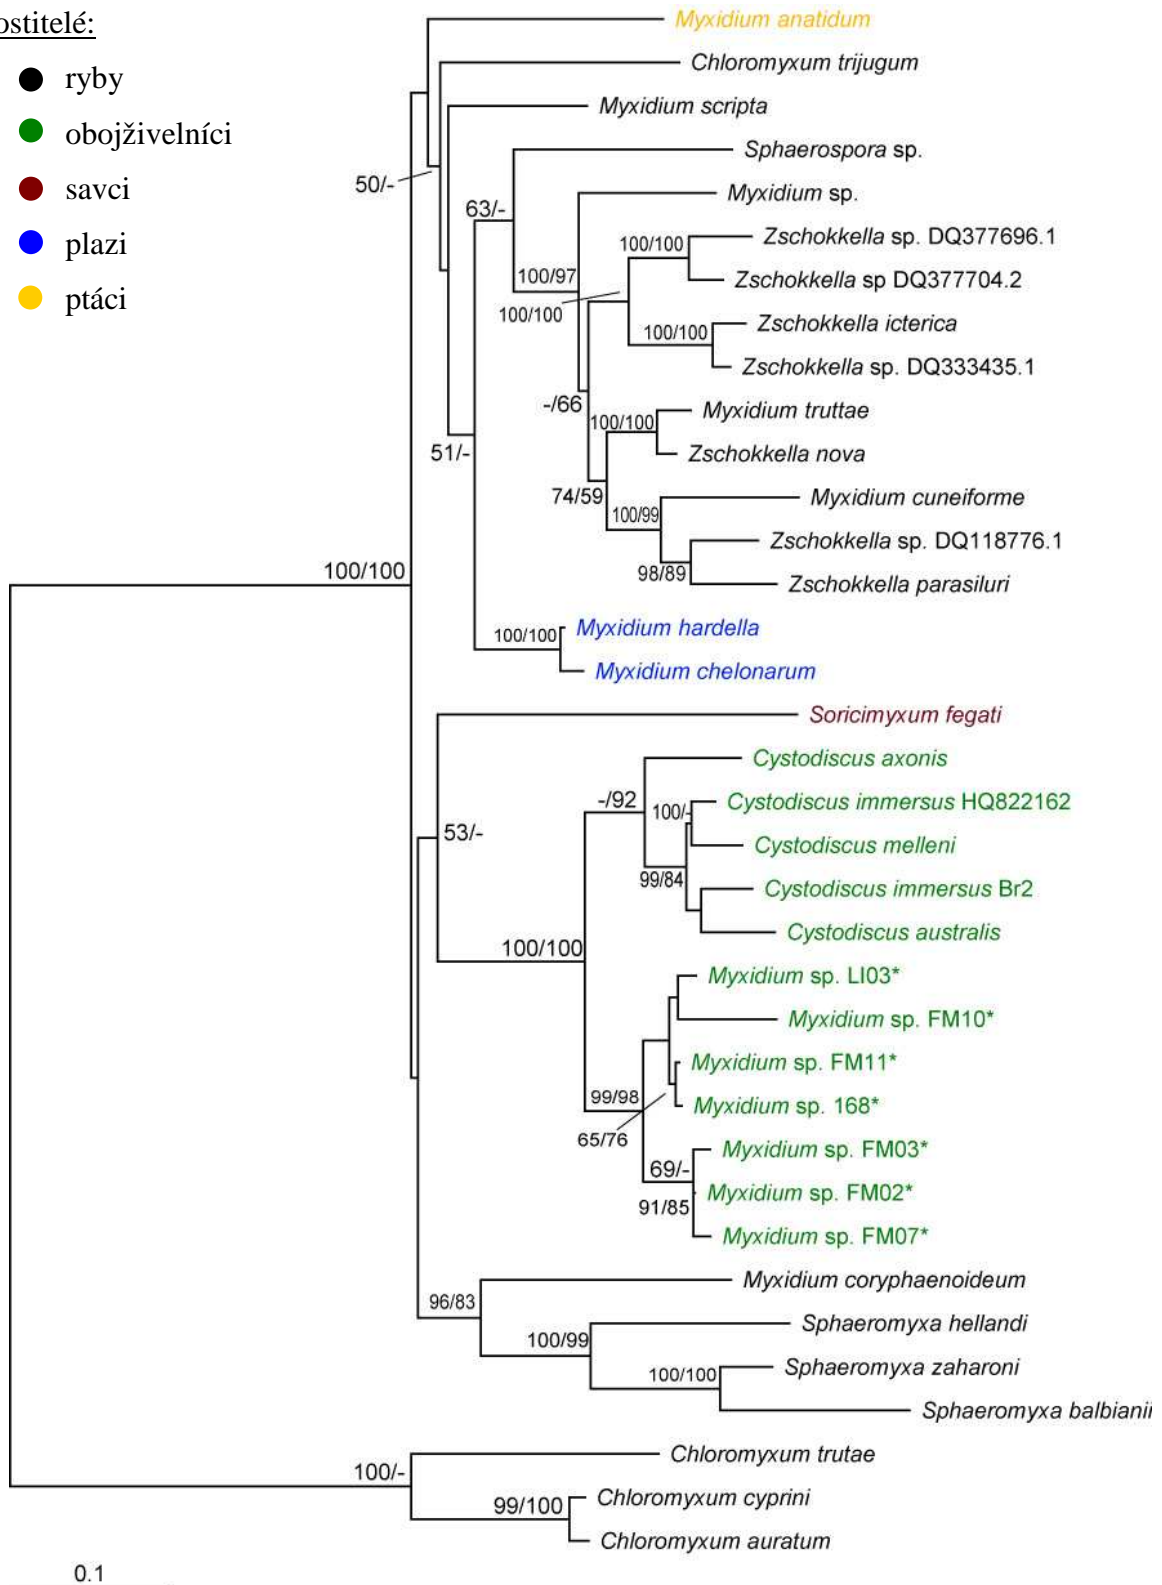 ostitelé:
ryby
obojživelníci
savci
plazi
ptáci
Myxidium anatidum
Chloromyxum trijugum
Myxidium scripta
50/-
Sphaerospora sp.
63/-
Myxidium sp.
Zschokkella sp. DQ377696.1
100/100
100/97
Zschokkella sp DQ377704.2
100/100
Zschokkella icterica
100/100
Zschokkella sp. DQ333435.1
-/66
Myxidium truttae
100/100
51/-
Zschokkella nova
74/59
Myxidium cuneiforme
100/99
Zschokkella sp. DQ118776.1
98/89
100/100
Zschokkella parasiluri
Myxidium hardella
100/100
Myxidium chelonarum
Soricimyxum fegati
Cystodiscus axonis
-/92
Cystodiscus immersus HQ822162
100/-
53/-
Cystodiscus melleni
99/84
Cystodiscus immersus Br2
Cystodiscus australis
100/100
Myxidium sp. LI03*
Myxidium sp. FM10*
Myxidium sp. FM11*
99/98
Myxidium sp. 168*
65/76
Myxidium sp. FM03*
69/-
Myxidium sp. FM02*
91/85
Myxidium sp. FM07*
Myxidium coryphaenoideum
96/83
Sphaeromyxa hellandi
100/99
Sphaeromyxa zaharoni
100/100
Sphaeromyxa balbianii
Chloromyxum trutae
100/-
Chloromyxum cyprini
99/100
Chloromyxum auratum
0.1